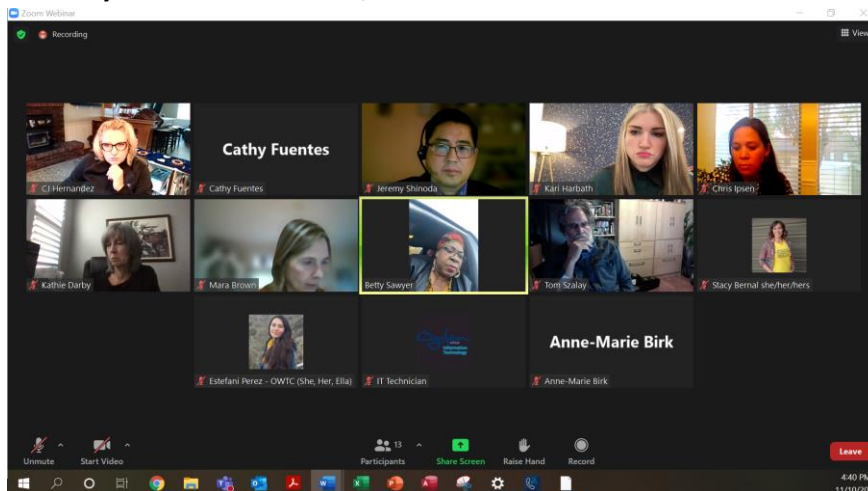 Zoom Webinar
Recording
View
CJ Hernandez
Cathy Fuentes
Cathy Fuentes
Jeremy Shinoda
Kari Harbath
Chris Ipsen
Kathie Darby
Mara Brown
Betty Sawyer
Tom Szalay
Stacy Bernal she/her/hers
Estefani Perez - OWTC (She, Her, Ella)
Information
Technology
IT Technician
Anne-Marie Birk
Anne-Marie Birk
Unmute
Start Video
13
Participants
Share Screen
Raise Hand
Record
Leave
4:40 PM